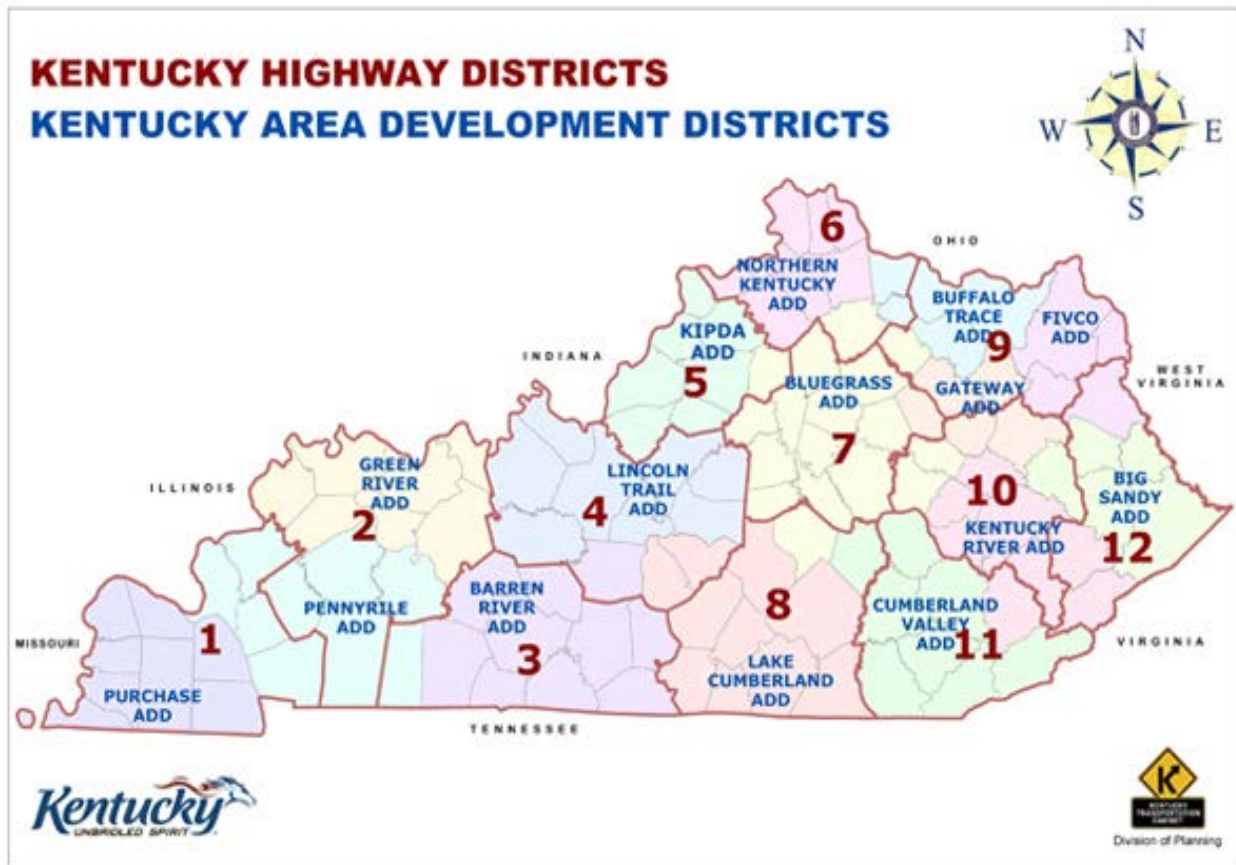 KENTUCKY HIGHWAY DISTRICTS
KENTUCKY AREA DEVELOPMENT DISTRICTS
N
W
E
S
6
OHIO
NORTHERN
KENTUCKY
ADD
BUFFALO
TRACE
ADD
9
FIVCO
ADD
KIPDA
ADD
5
INDIANA
WEST
VIRGINIA
BLUEGRASS
ADD
7
GATEWAY
ADD
GREEN
RIVER
ADD
2
ILLINOIS
LINCOLN
TRAIL
ADD
4
10
KENTUCKY
RIVER ADD
BIG
SANDY
ADD
12
BARREN
RIVER
ADD
3
PENNYRILE
ADD
8
CUMBERLAND
VALLEY
ADD
11
MISSOURI
1
PURCHASE
ADD
LAKE
CUMBERLAND
ADD
VIRGINIA
TENNESSEE
Kentucky
UNBRIDLED SPIRIT
K
KENTUCKY
TRANSPORTATION
CABINET
Division of Planning